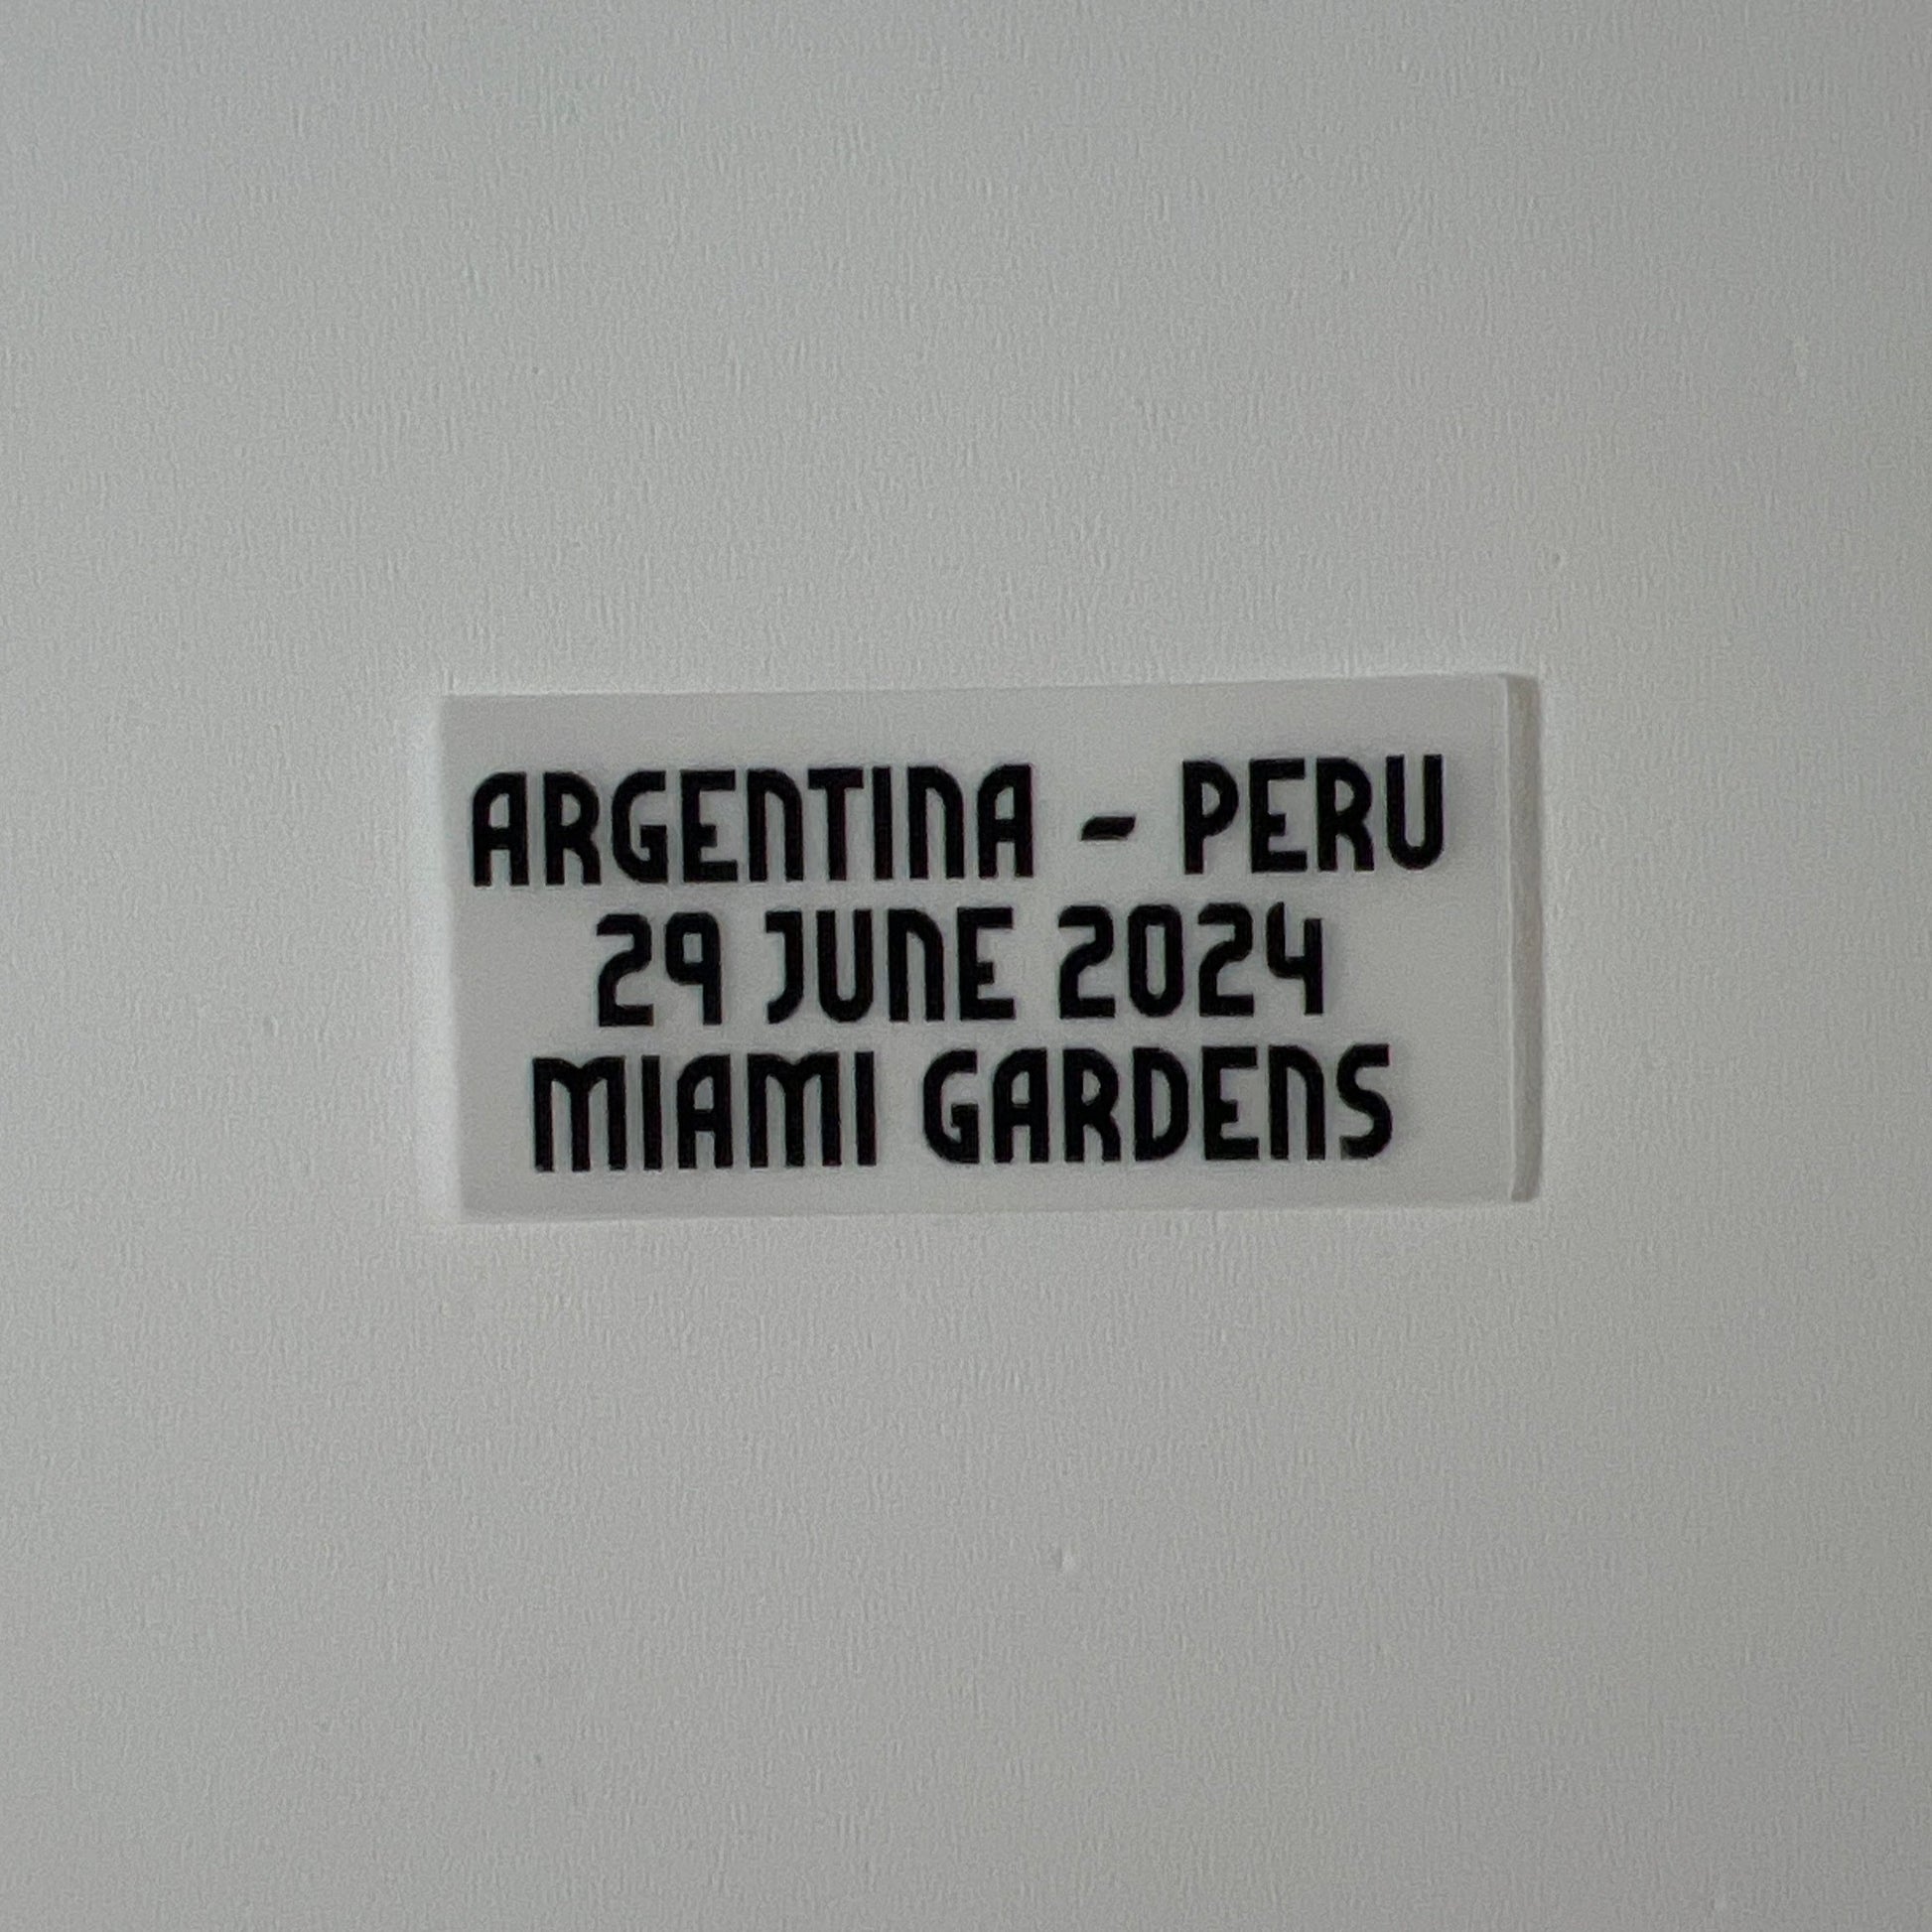 ARGENTINA - PERU
29 JUNE 2024
MIAMI GARDENS